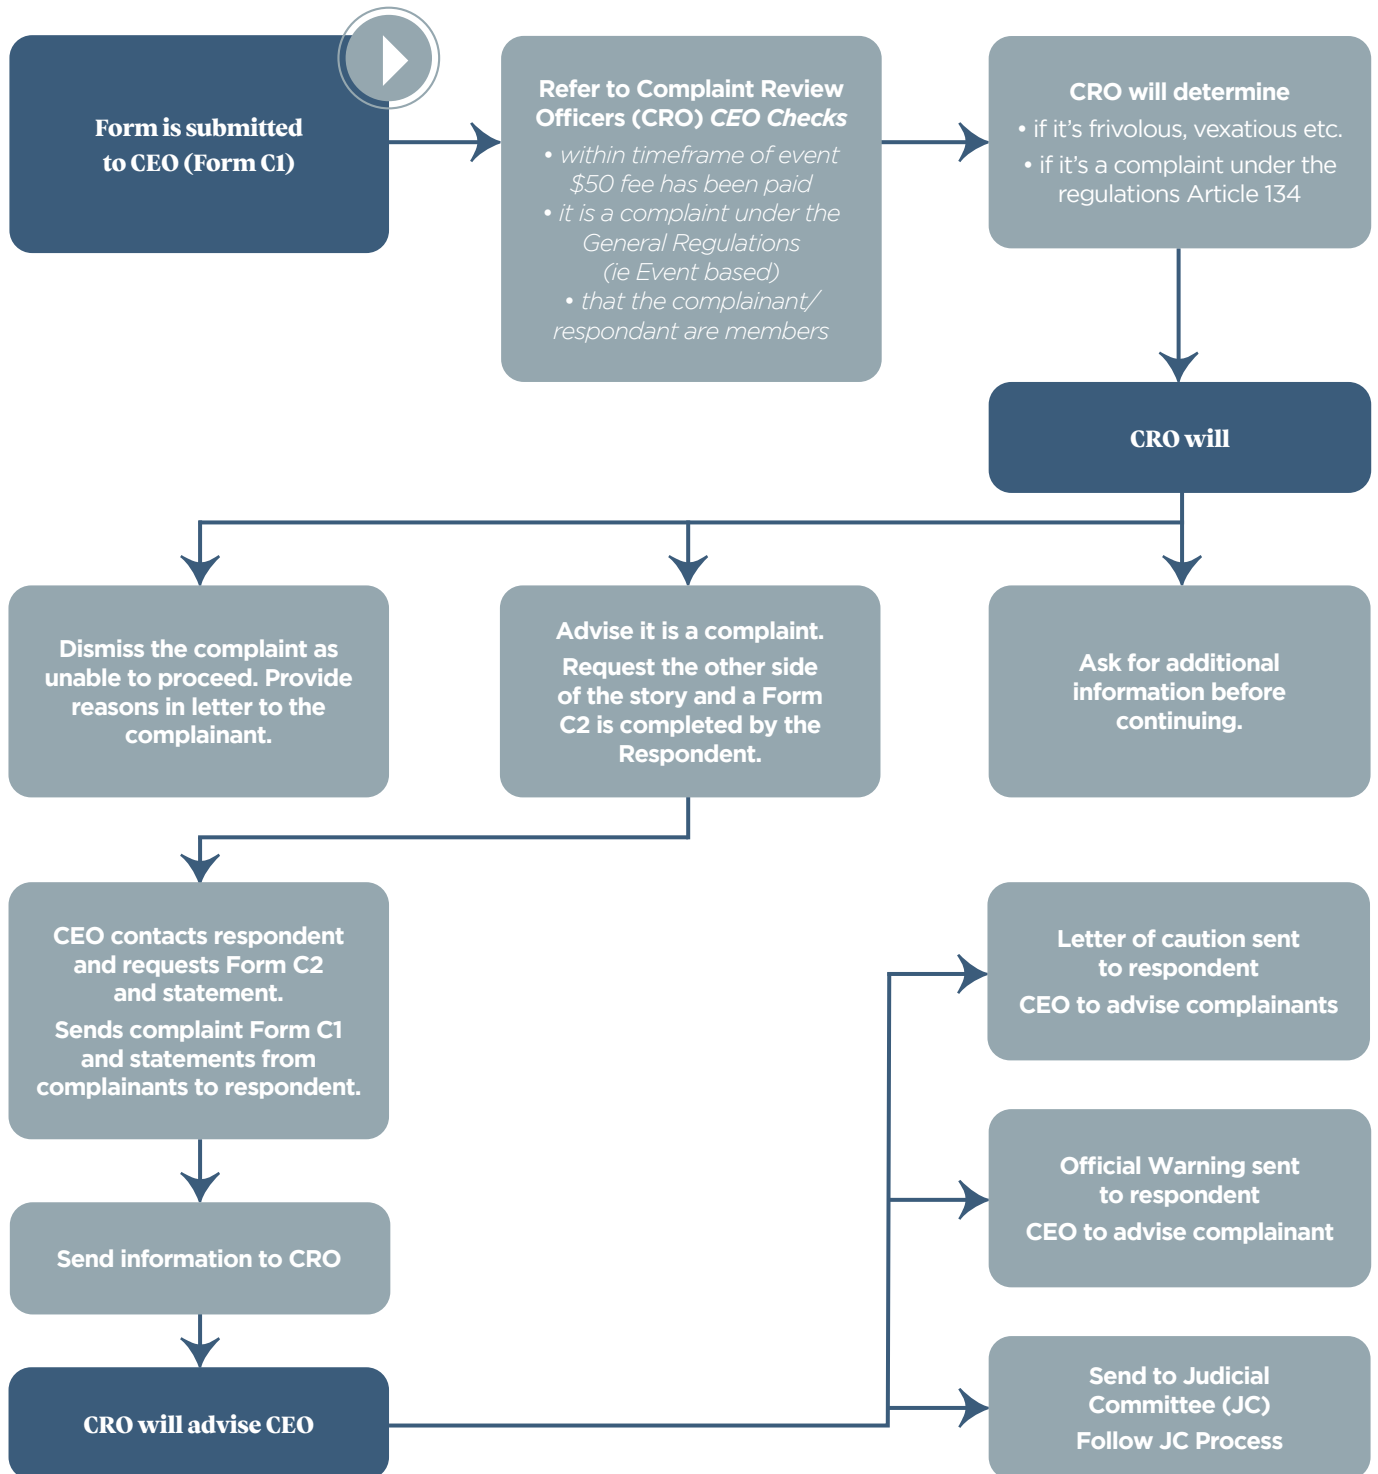 Form is submitted
to CEO (Form C1)
Refer to Complaint Review
Officers (CRO) CEO Checks
• within timeframe of event
$50 fee has been paid
• it is a complaint under the
General Regulations
(ie Event based)
• that the complainant/
respondant are members
CRO will determine
• if it's frivolous, vexatious etc.
• if it's a complaint under the
regulations Article 134
CRO will
Dismiss the complaint as
unable to proceed. Provide
reasons in letter to the
complainant.
Advise it is a complaint.
Request the other side
of the story and a Form
C2 is completed by the
Respondent.
Ask for additional
information before
continuing.
CEO contacts respondent
and requests Form C2
and statement.
Sends complaint Form C1
and statements from
complainants to respondent.
Send information to CRO
CRO will advise CEO
Letter of caution sent
to respondent
CEO to advise complainants
Official Warning sent
to respondent
CEO to advise complainant
Send to Judicial
Committee (JC)
Follow JC Process